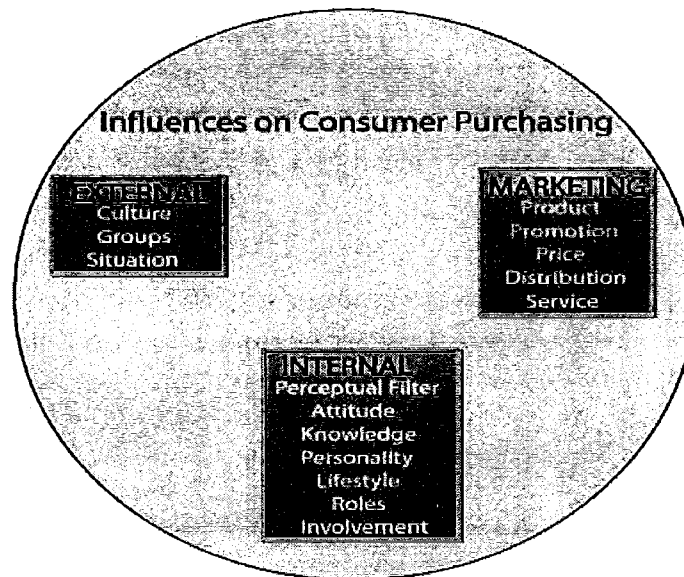 Influences on Consumer Purchasing
EXTERNAL
Culture
Groups
Situation
MARKETING
Product
Promotion
Price
Distribution
Service
INTERNAL
Perceptual Filter
Attitude
Knowledge
Personality
Lifestyle
Roles
Involvement